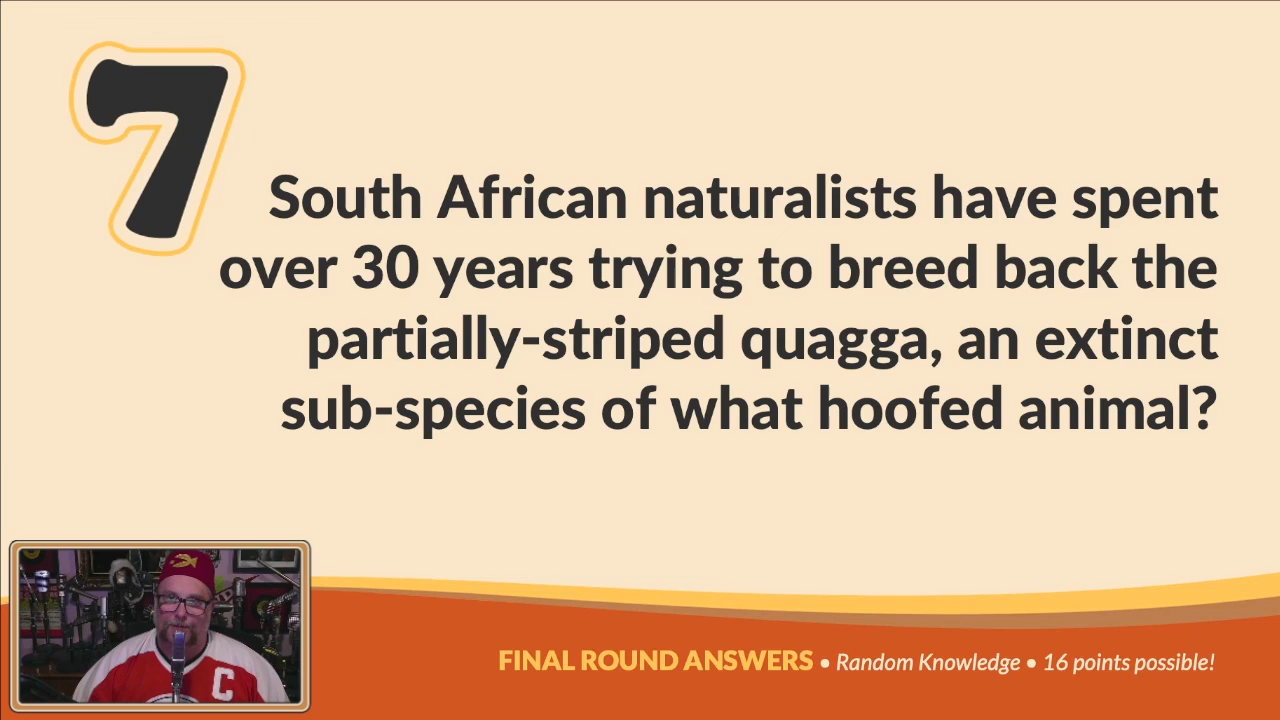 7
South African naturalists have spent
over 30 years trying to breed back the
partially-striped quagga, an extinct
sub-species of what hoofed animal?
C
FINAL ROUND ANSWERS • Random Knowledge • 16 points possible!